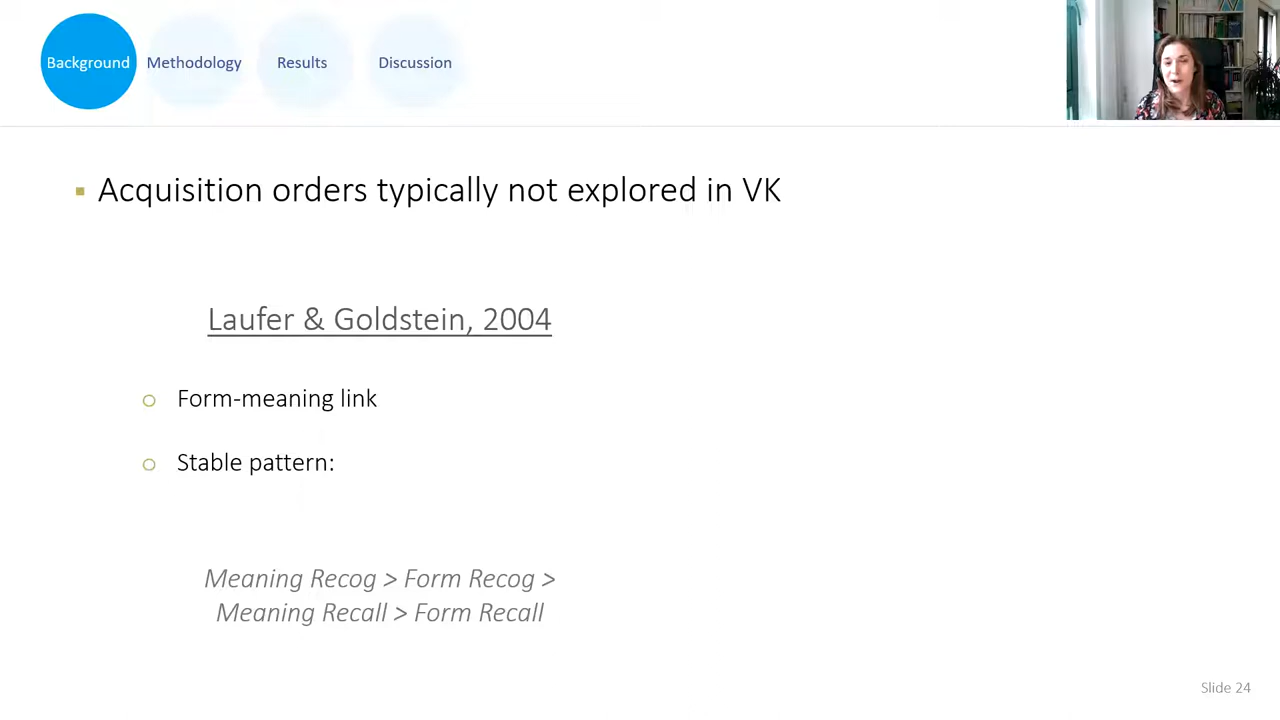 Background
Methodology
Results
Discussion
Acquisition orders typically not explored in VK
Laufer & Goldstein, 2004
Form-meaning link
Stable pattern:
Meaning Recog > Form Recog >
Meaning Recall > Form Recall
Slide 24